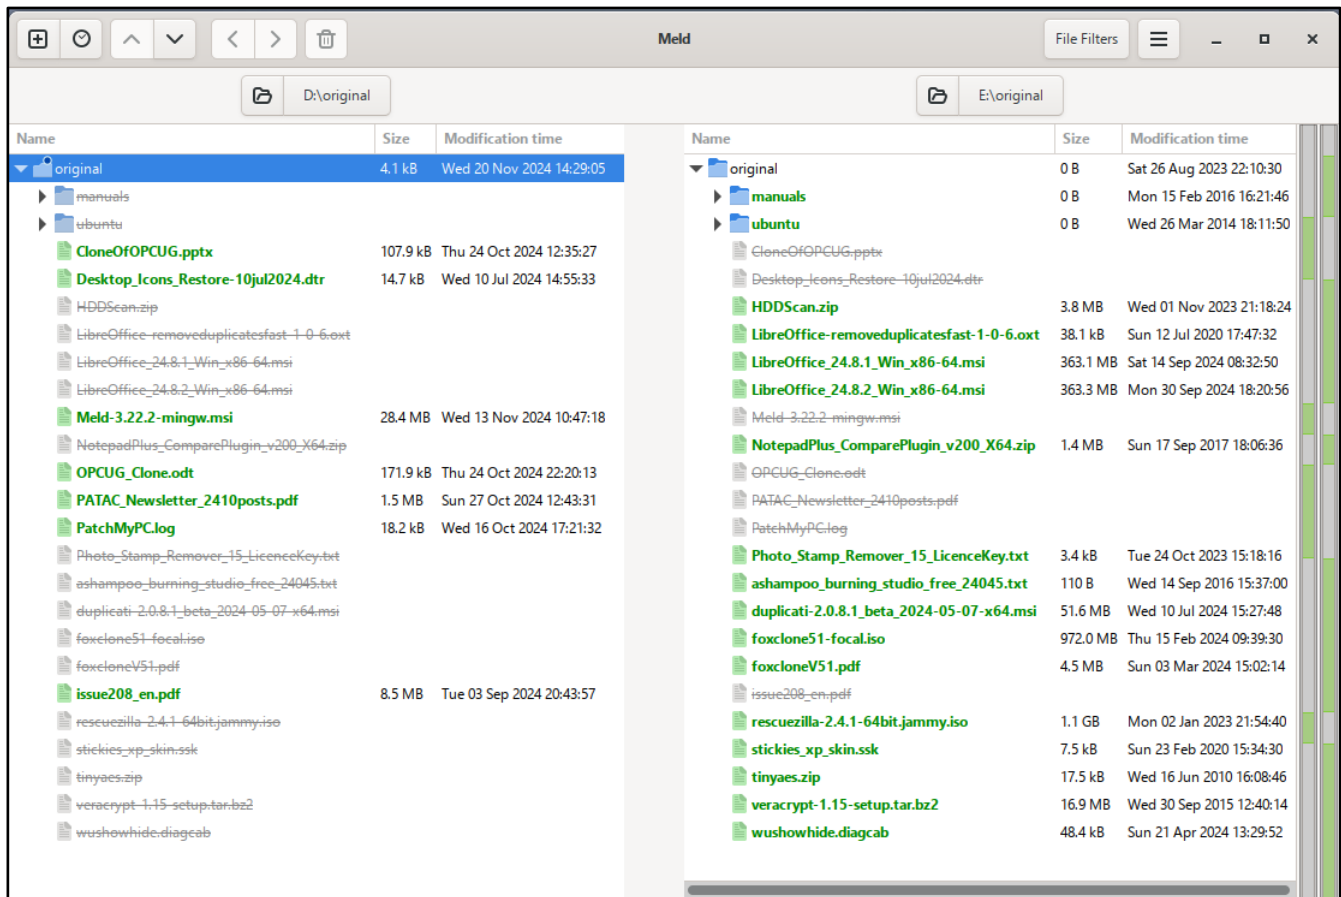 Meld
File Filters
D:\original
E:\original
Name Size Modification time
original 4.1 kB Wed 20 Nov 2024 14:29:05
manuals
ubuntu
CloneOfOPCUG.pptx 107.9 kB Thu 24 Oct 2024 12:35:27
Desktop_Icons_Restore-10jul2024.dtr 14.7 kB Wed 10 Jul 2024 14:55:33
HDDScan.zip
LibreOffice-removeduplicatesfast-1-0-6.oxt
LibreOffice_24.8.1_Win_x86-64.msi
LibreOffice_24.8.2_Win_x86-64.msi
Meld-3.22.2-mingw.msi 28.4 MB Wed 13 Nov 2024 10:47:18
NotepadPlus_ComparePlugin_v200_X64.zip
OPCUG_Clone.odt 171.9 kB Thu 24 Oct 2024 22:20:13
PATAC_Newsletter_2410posts.pdf 1.5 MB Sun 27 Oct 2024 12:43:31
PatchMyPC.log 18.2 kB Wed 16 Oct 2024 17:21:32
Photo_Stamp_Remover_15_LicenceKey.txt
ashampoo_burning_studio_free_24045.txt
duplicati-2.0.8.1_beta_2024-05-07-x64.msi
foxclone51-focal.iso
foxcloneV51.pdf
issue208_en.pdf 8.5 MB Tue 03 Sep 2024 20:43:57
rescuezilla-2.4.1-64bit.jammy.iso
stickies_xp_skin.ssk
tinyaes.zip
veracrypt-1.15-setup.tar.bz2
wushowhide.diagcab
Name Size Modification time
original 0 B Sat 26 Aug 2023 22:10:30
manuals 0 B Mon 15 Feb 2016 16:21:46
ubuntu 0 B Wed 26 Mar 2014 18:11:50
CloneOfOPCUG.pptx
Desktop_Icons_Restore-10jul2024.dtr
HDDScan.zip 3.8 MB Wed 01 Nov 2023 21:18:24
LibreOffice-removeduplicatesfast-1-0-6.oxt 38.1 kB Sun 12 Jul 2020 17:47:32
LibreOffice_24.8.1_Win_x86-64.msi 363.1 MB Sat 14 Sep 2024 08:32:50
LibreOffice_24.8.2_Win_x86-64.msi 363.3 MB Mon 30 Sep 2024 18:20:56
Meld-3.22.2-mingw.msi
NotepadPlus_ComparePlugin_v200_X64.zip 1.4 MB Sun 17 Sep 2017 18:06:36
OPCUG_Clone.odt
PATAC_Newsletter_2410posts.pdf
PatchMyPC.log
Photo_Stamp_Remover_15_LicenceKey.txt 3.4 kB Tue 24 Oct 2023 15:18:16
ashampoo_burning_studio_free_24045.txt 110 B Wed 14 Sep 2016 15:37:00
duplicati-2.0.8.1_beta_2024-05-07-x64.msi 51.6 MB Wed 10 Jul 2024 15:27:48
foxclone51-focal.iso 972.0 MB Thu 15 Feb 2024 09:39:30
foxcloneV51.pdf 4.5 MB Sun 03 Mar 2024 15:02:14
issue208_en.pdf
rescuezilla-2.4.1-64bit.jammy.iso 1.1 GB Mon 02 Jan 2023 21:54:40
stickies_xp_skin.ssk 7.5 kB Sun 23 Feb 2020 15:34:30
tinyaes.zip 17.5 kB Wed 16 Jun 2010 16:08:46
veracrypt-1.15-setup.tar.bz2 16.9 MB Wed 30 Sep 2015 12:40:14
wushowhide.diagcab 48.4 kB Sun 21 Apr 2024 13:29:52